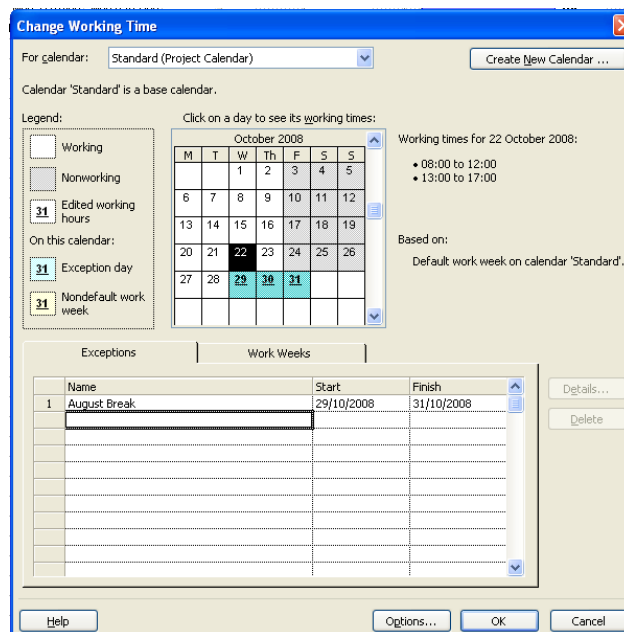 Change Working Time
For calendar: Standard (Project Calendar) Create New Calendar ...
Calendar 'Standard' is a base calendar.
Legend:
Working
Nonworking
31 Edited working
hours
On this calendar:
31 Exception day
31 Nondefault work
week
Click on a day to see its working times:
October 2008
M T W Th F S S
1 2 3 4 5
6 7 8 9 10 11 12
13 14 15 16 17 18 19
20 21 22 23 24 25 26
27 28 29 30 31
Working times for 22 October 2008:
• 08:00 to 12:00
• 13:00 to 17:00
Based on:
Default work week on calendar 'Standard'.
Exceptions Work Weeks
Name Start Finish
1 August Break 29/10/2008 31/10/2008
Details...
Delete
Help Options... OK Cancel